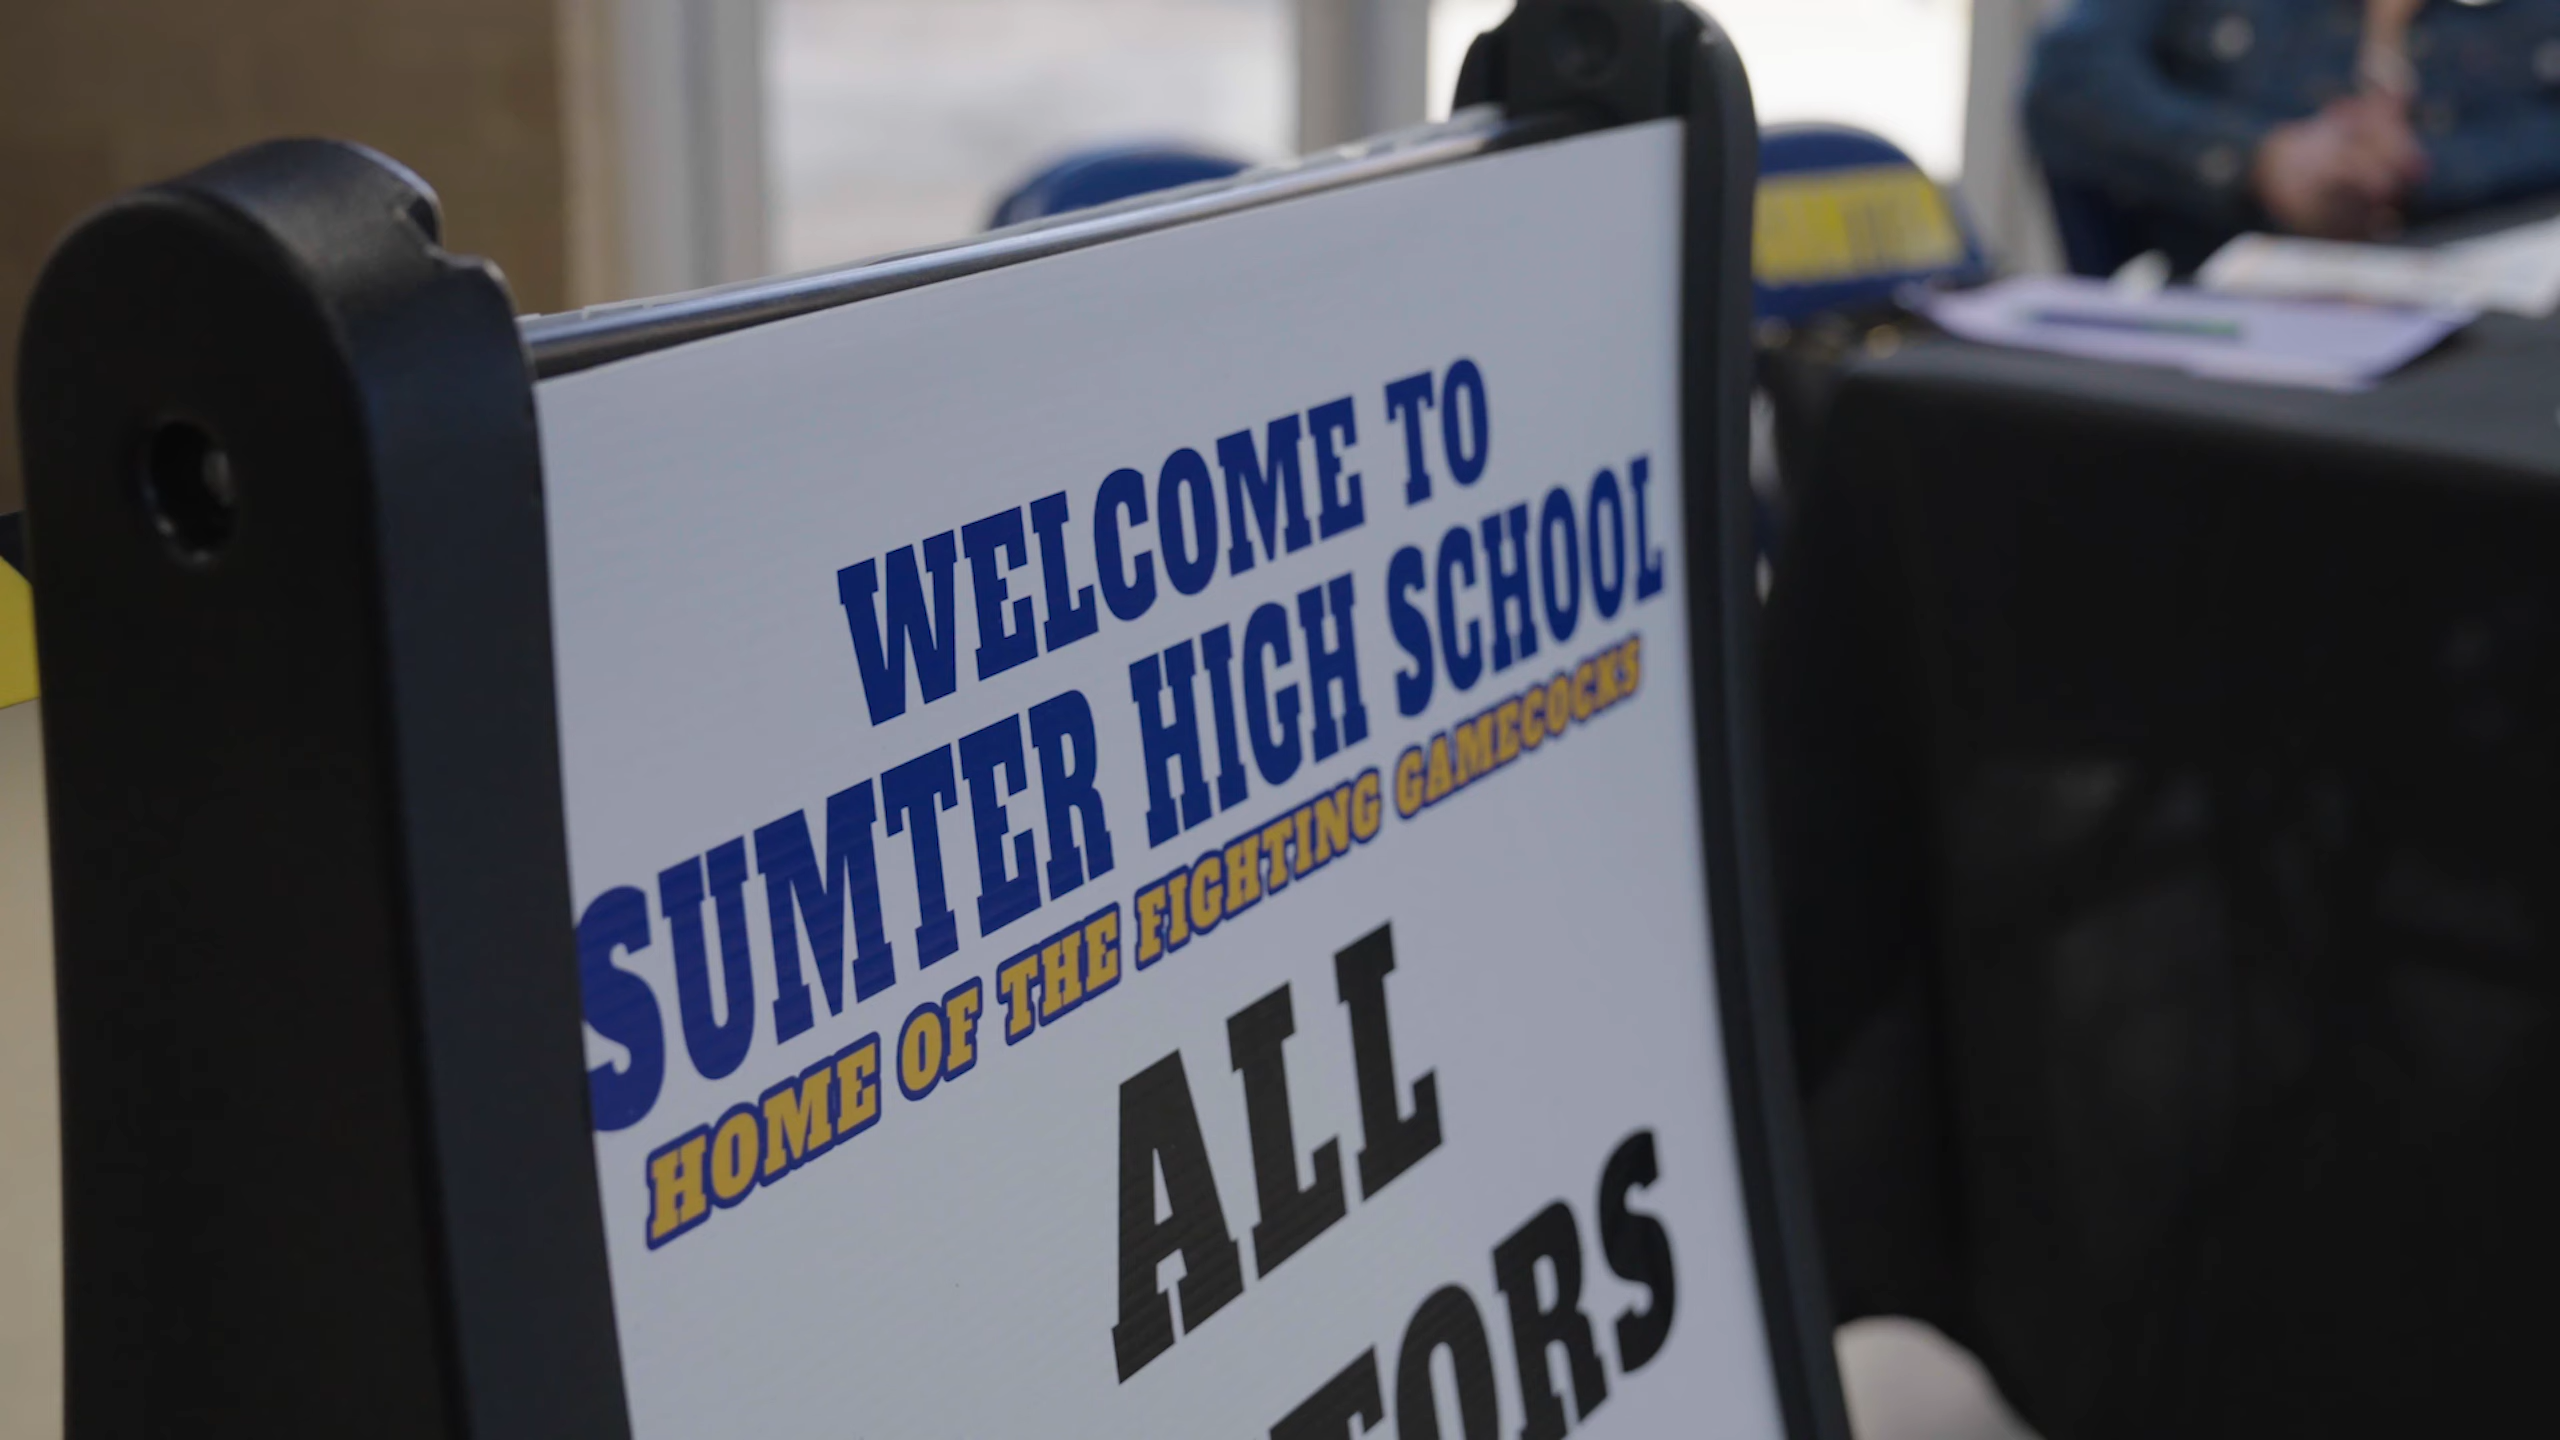 WELCOME TO
SUMTER HIGH SCHOOL
HOME OF THE FIGHTING GAMECOCKS
ALL